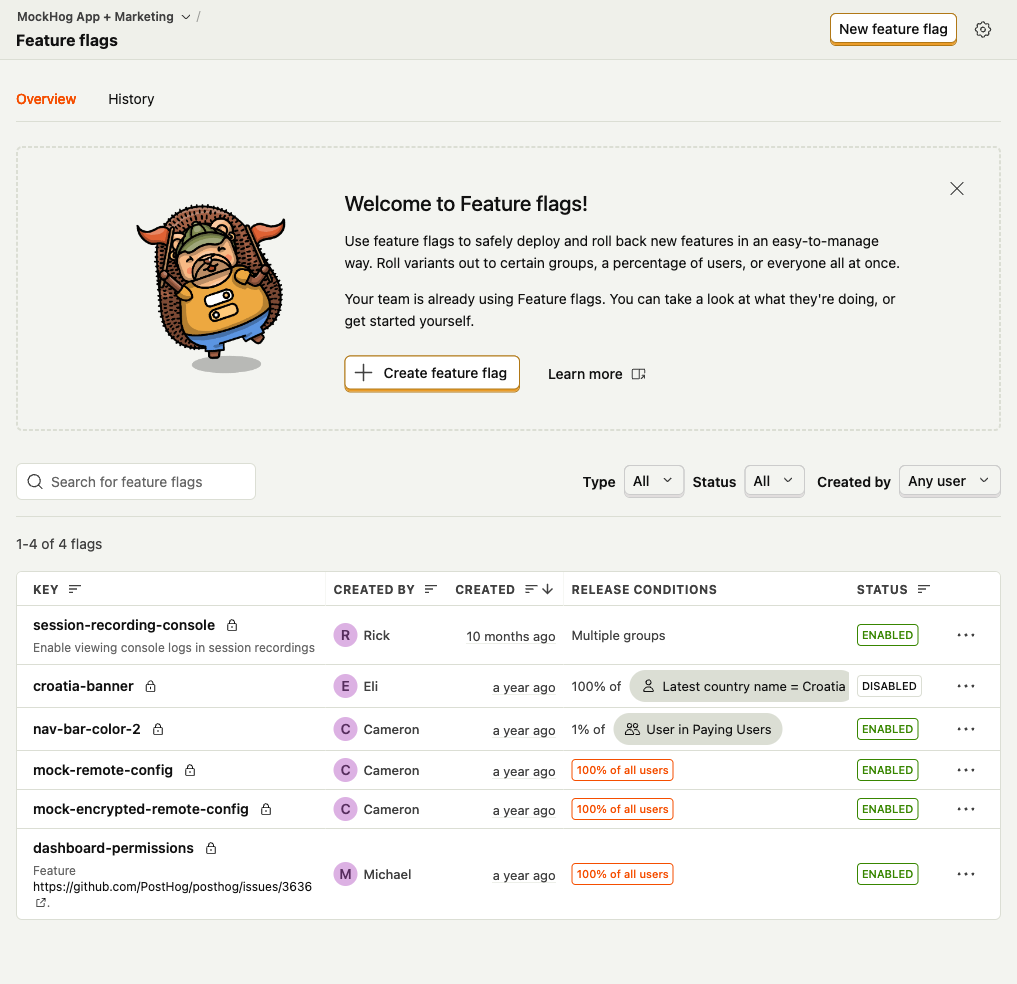 MockHog App + Marketing /
Feature flags
New feature flag
Overview
History
Welcome to Feature flags!
Use feature flags to safely deploy and roll back new features in an easy-to-manage
way. Roll variants out to certain groups, a percentage of users, or everyone all at once.
Your team is already using Feature flags. You can take a look at what they're doing, or
get started yourself.
Create feature flag
Learn more
Search for feature flags
Type All Status All Created by Any user
1-4 of 4 flags
KEY CREATED BY CREATED RELEASE CONDITIONS STATUS
session-recording-console
Enable viewing console logs in session recordings
R Rick 10 months ago Multiple groups ENABLED
croatia-banner E Eli a year ago 100% of Latest country name = Croatia DISABLED
nav-bar-color-2 C Cameron a year ago 1% of User in Paying Users ENABLED
mock-remote-config C Cameron a year ago 100% of all users ENABLED
mock-encrypted-remote-config C Cameron a year ago 100% of all users ENABLED
dashboard-permissions
Feature
https://github.com/PostHog/posthog/issues/3636
.
M Michael a year ago 100% of all users ENABLED